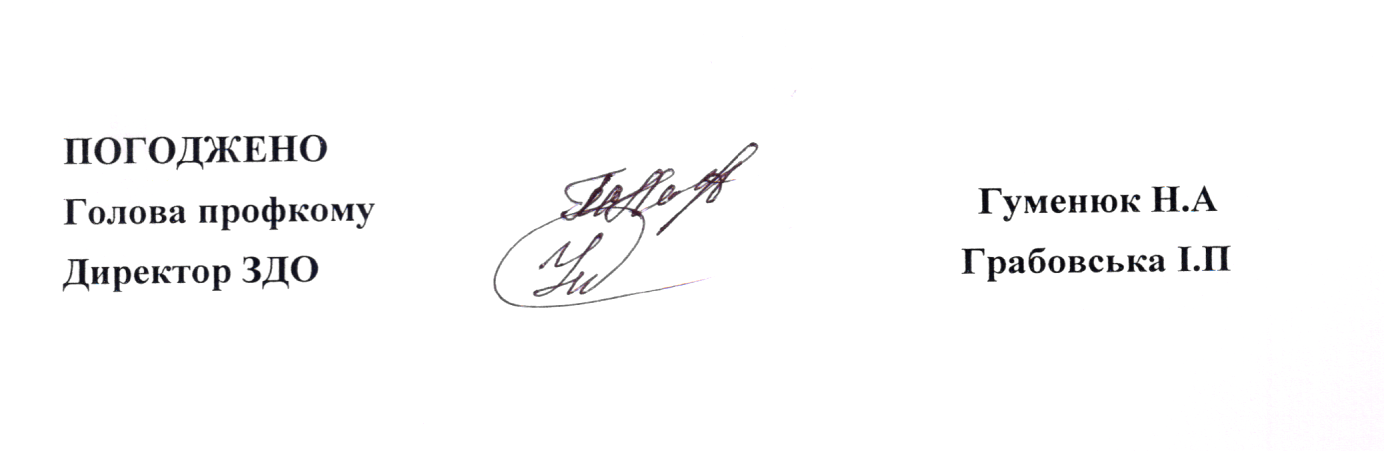 ПОГОДЖЕНО
Голова профкому Гуменюк Н.А
Директор ЗДО Грабовська І.П